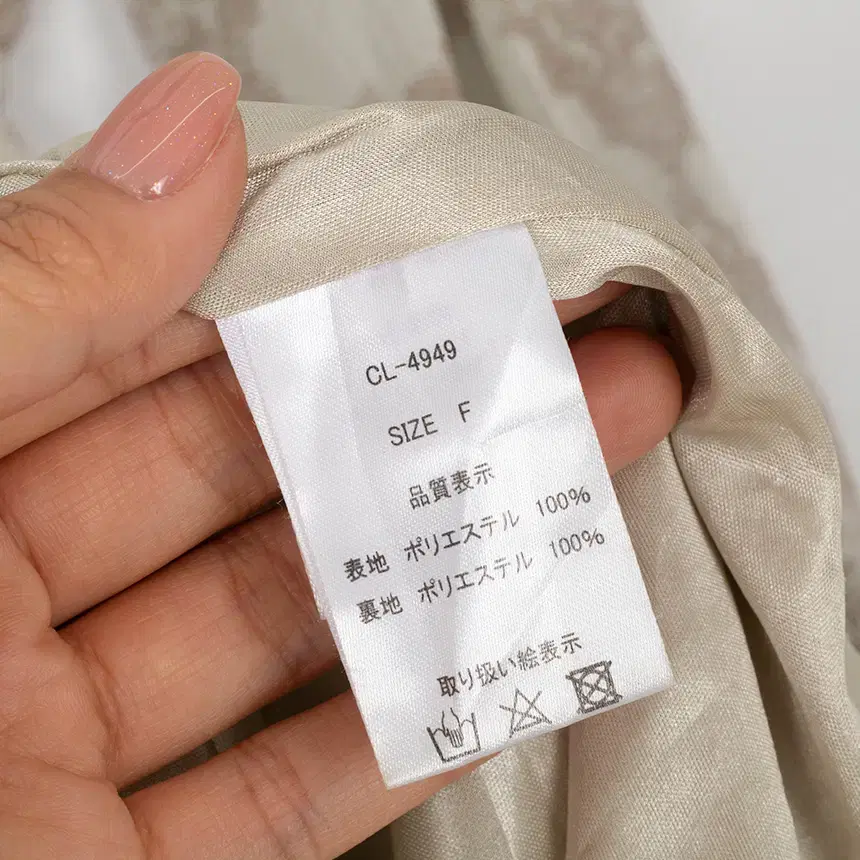 CL-4949
SIZE F
品質表示
表地 ポリエステル 100%
裏地 ポリエステル 100%
取り扱い絵表示